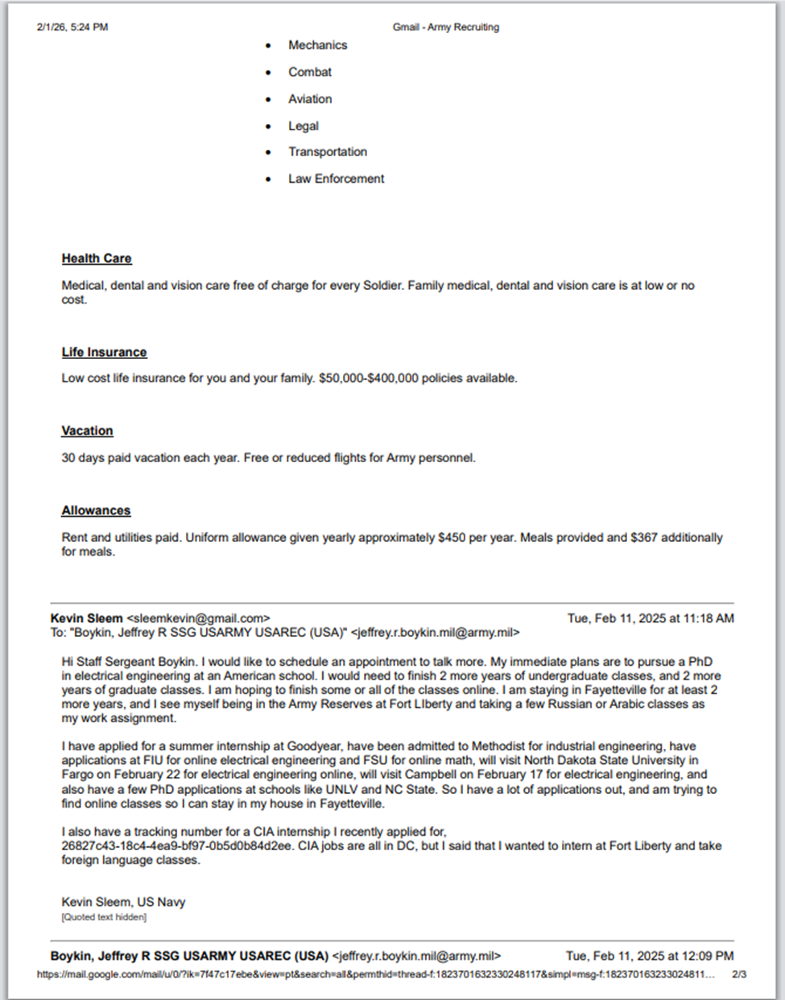 2/1/26, 5:24 PM Gmail - Army Recruiting
• Mechanics
• Combat
• Aviation
• Legal
• Transportation
• Law Enforcement
Health Care
Medical, dental and vision care free of charge for every Soldier. Family medical, dental and vision care is at low or no
cost.
Life Insurance
Low cost life insurance for you and your family. $50,000-$400,000 policies available.
Vacation
30 days paid vacation each year. Free or reduced flights for Army personnel.
Allowances
Rent and utilities paid. Uniform allowance given yearly approximately $450 per year. Meals provided and $367 additionally
for meals.
Kevin Sleem <sleemkevin@gmail.com> Tue, Feb 11, 2025 at 11:18 AM
To: "Boykin, Jeffrey R SSG USARMY USAREC (USA)" <jeffrey.r.boykin.mil@army.mil>
Hi Staff Sergeant Boykin. I would like to schedule an appointment to talk more. My immediate plans are to pursue a PhD
in electrical engineering at an American school. I would need to finish 2 more years of undergraduate classes, and 2 more
years of graduate classes. I am hoping to finish some or all of the classes online. I am staying in Fayetteville for at least 2
more years, and I see myself being in the Army Reserves at Fort LIberty and taking a few Russian or Arabic classes as
my work assignment.
I have applied for a summer internship at Goodyear, have been admitted to Methodist for industrial engineering, have
applications at FIU for online electrical engineering and FSU for online math, will visit North Dakota State University in
Fargo on February 22 for electrical engineering online, will visit Campbell on February 17 for electrical engineering, and
also have a few PhD applications at schools like UNLV and NC State. So I have a lot of applications out, and am trying to
find online classes so I can stay in my house in Fayetteville.
I also have a tracking number for a CIA internship I recently applied for,
26827c43-18c4-4ea9-bf97-0b5d0b84d2ee. CIA jobs are all in DC, but I said that I wanted to intern at Fort Liberty and take
foreign language classes.
Kevin Sleem, US Navy
[Quoted text hidden]
Boykin, Jeffrey R SSG USARMY USAREC (USA) <jeffrey.r.boykin.mil@army.mil> Tue, Feb 11, 2025 at 12:09 PM
https://mail.google.com/mail/u/0/?ik=7f47c17ebe&view=pt&search=all&permthid=thread-f:1823701632330248117&simpl=msg-f:182370163233024811... 2/3